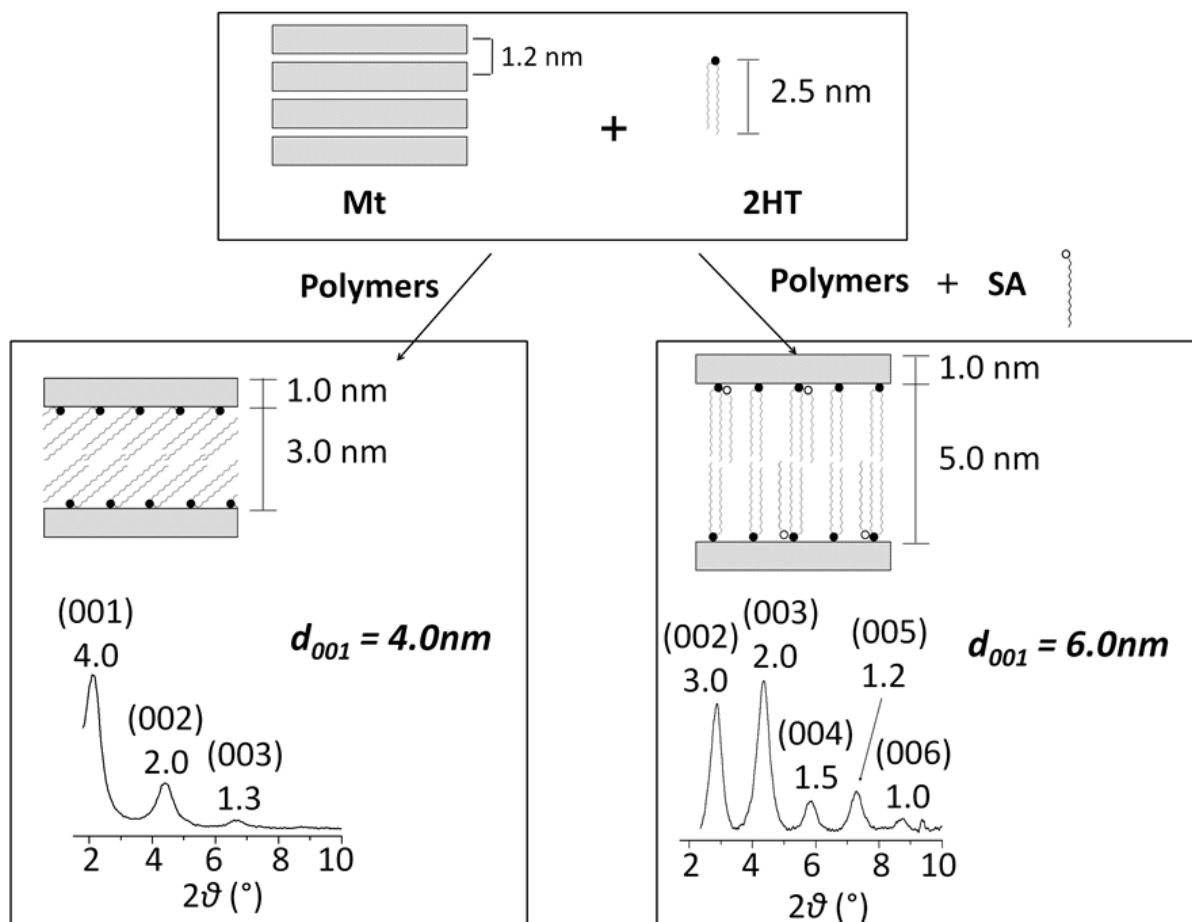 1.2 nm
+
2.5 nm
Mt
2HT
Polymers
Polymers + SA
1.0 nm
3.0 nm
(001)
4.0
(002)
2.0
(003)
1.3
d001 = 4.0nm
2 4 6 8 10
2ϑ (°)
1.0 nm
5.0 nm
(002)
3.0
(003)
2.0
(004)
1.5
(005)
1.2
(006)
1.0
d001 = 6.0nm
2 4 6 8 10
2ϑ (°)